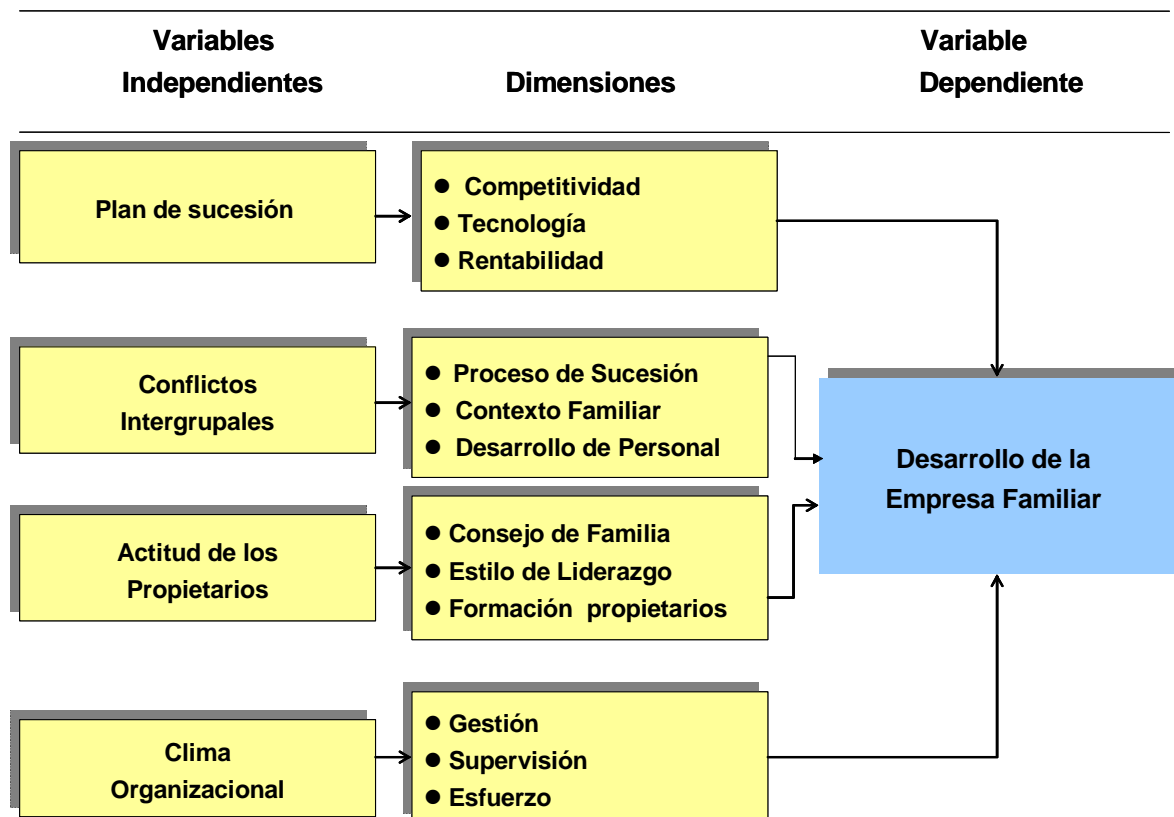 Variables
Independientes
Dimensiones
Variable
Dependiente
Plan de sucesión
● Competitividad
● Tecnología
● Rentabilidad
Conflictos
Intergrupales
● Proceso de Sucesión
● Contexto Familiar
● Desarrollo de Personal
Actitud de los
Propietarios
● Consejo de Familia
● Estilo de Liderazgo
● Formación propietarios
Clima
Organizacional
● Gestión
● Supervisión
● Esfuerzo
Desarrollo de la
Empresa Familiar